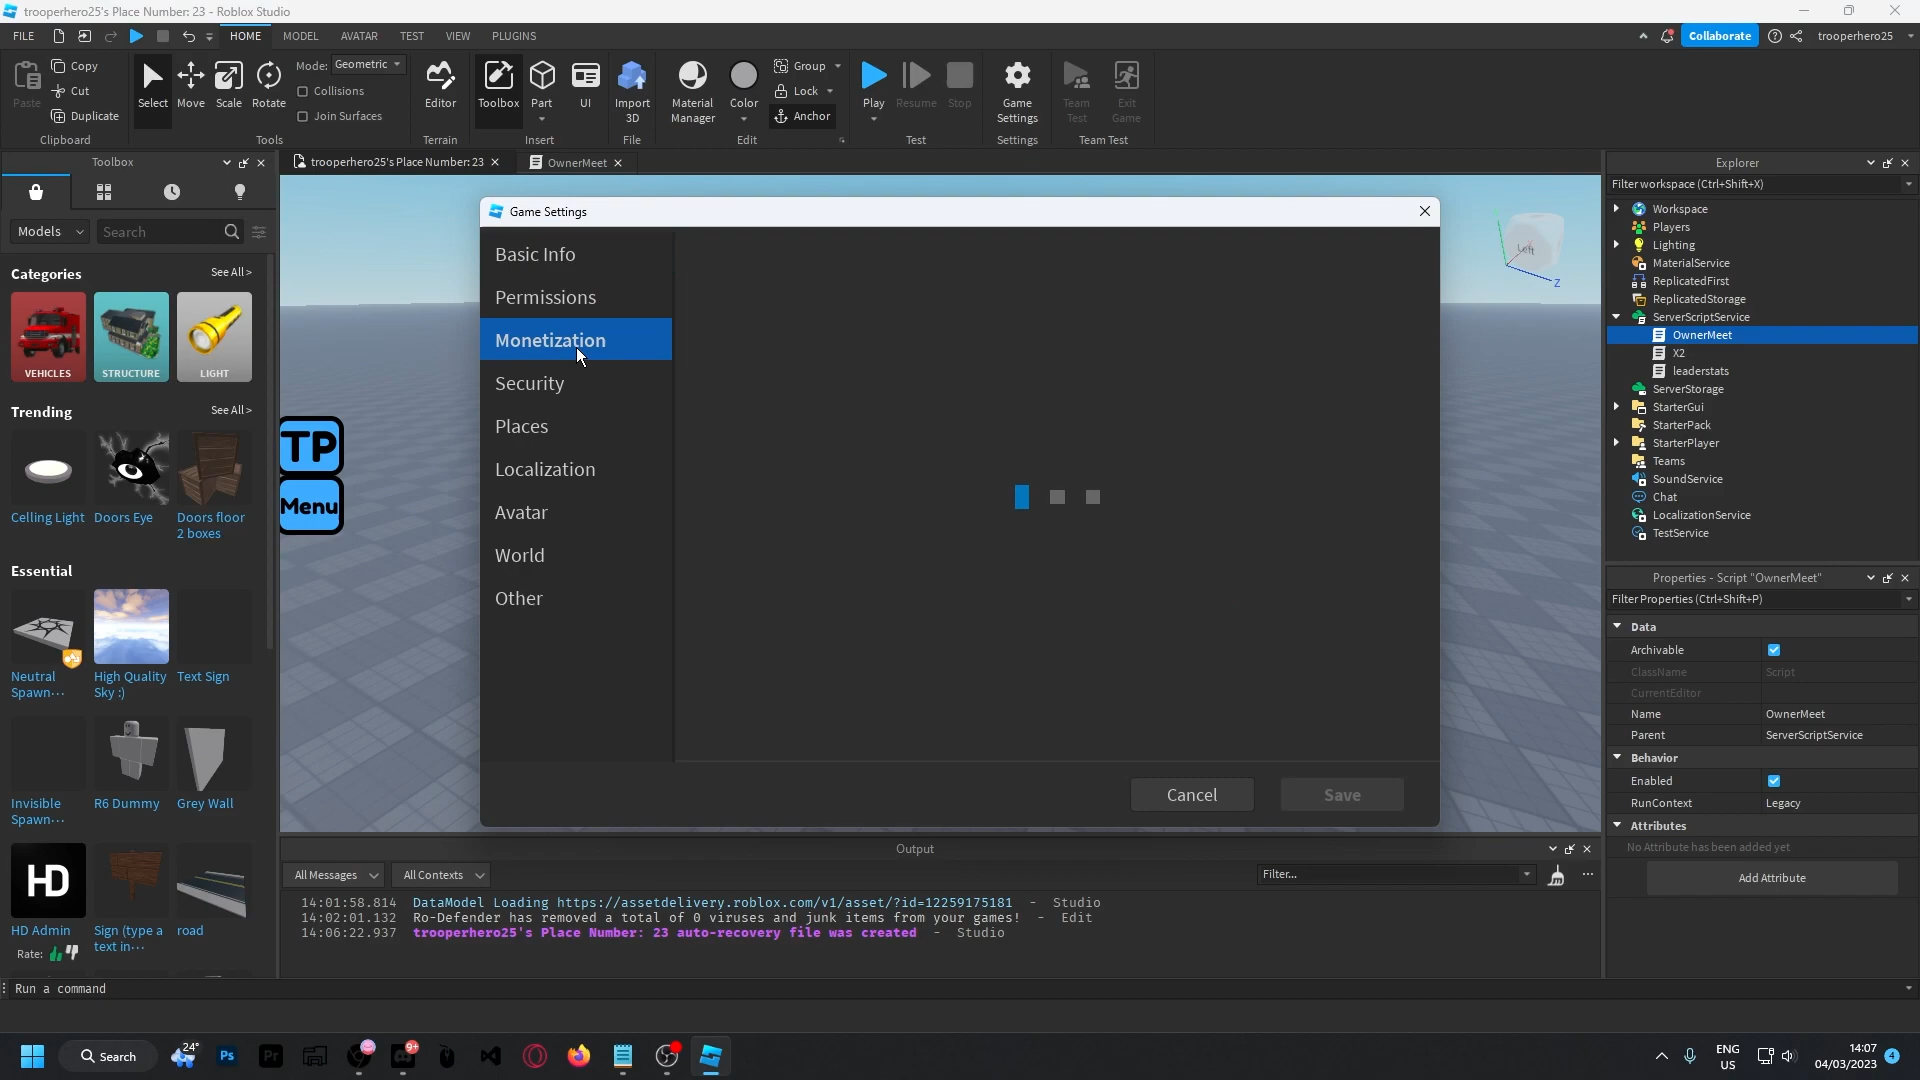 trooperhero25's Place Number: 23 - Roblox Studio
FILE
HOME
MODEL
AVATAR
TEST
VIEW
PLUGINS
Collaborate
trooperhero25
Paste
Copy
Cut
Duplicate
Clipboard
Select
Move
Scale
Rotate
Mode: Geometric
Collisions
Join Surfaces
Tools
Editor
Terrain
Toolbox
Part
UI
Insert
Import
3D
File
Material
Manager
Color
Group
Lock
Anchor
Edit
Play
Resume
Stop
Test
Game
Settings
Settings
Team
Test
Exit
Game
Team Test
Toolbox
Models
Search
Categories
See All >
VEHICLES
STRUCTURE
LIGHT
Trending
See All >
Celling Light
Doors Eye
Doors floor
2 boxes
Essential
Neutral
Spawn...
High Quality
Sky :)
Text Sign
Invisible
Spawn...
R6 Dummy
Grey Wall
HD
HD Admin
Sign (type a
text in...
road
Rate:
trooperhero25's Place Number: 23
OwnerMeet
TP
Menu
Left
Z
Game Settings
Basic Info
Permissions
Monetization
Security
Places
Localization
Avatar
World
Other
Cancel
Save
Output
All Messages
All Contexts
Filter...
14:01:58.814 DataModel Loading https://assetdelivery.roblox.com/v1/asset/?id=12259175181 - Studio
14:02:01.132 Ro-Defender has removed a total of 0 viruses and junk items from your games! - Edit
14:06:22.937 trooperhero25's Place Number: 23 auto-recovery file was created - Studio
Run a command
Explorer
Filter workspace (Ctrl+Shift+X)
Workspace
Players
Lighting
MaterialService
ReplicatedFirst
ReplicatedStorage
ServerScriptService
OwnerMeet
X2
leaderstats
ServerStorage
StarterGui
StarterPack
StarterPlayer
Teams
SoundService
Chat
LocalizationService
TestService
Properties - Script "OwnerMeet"
Filter Properties (Ctrl+Shift+P)
Data
Archivable
ClassName Script
CurrentEditor
Name OwnerMeet
Parent ServerScriptService
Behavior
Enabled
RunContext Legacy
Attributes
No Attribute has been added yet
Add Attribute
Search
24°
Ps
Pr
9+
ENG
US
14:07
04/03/2023
4